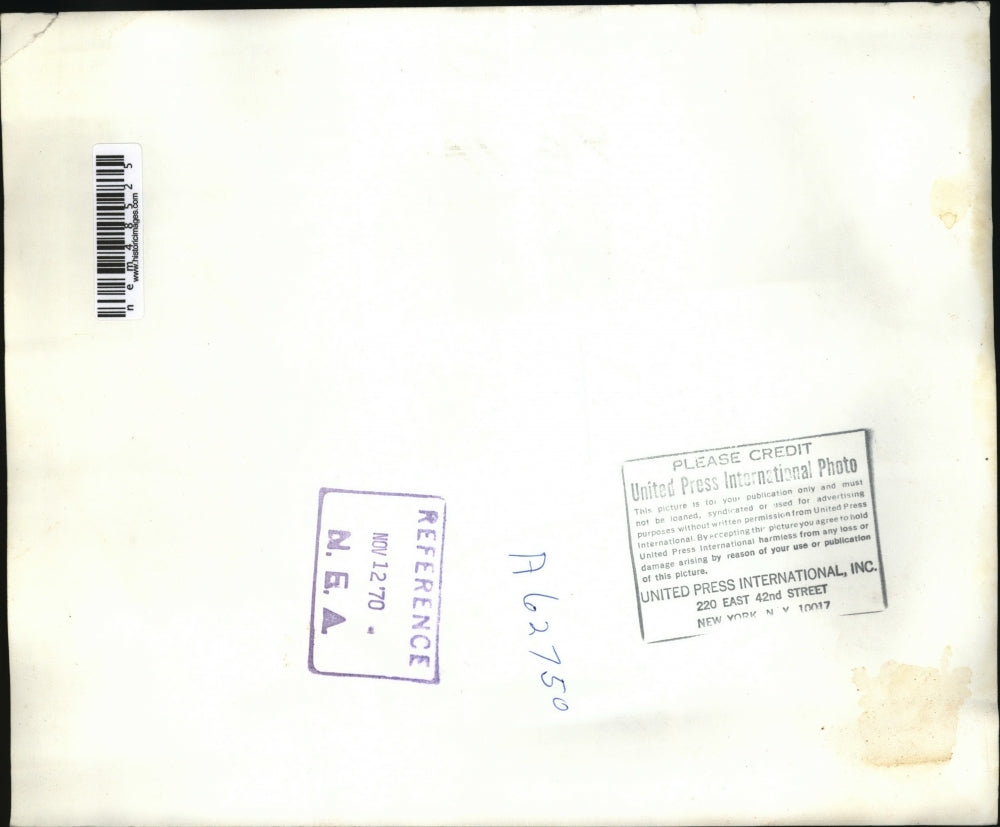 nem48525
www.historicimages.com
REFERENCE
NOV 12 '70
N. E. A.
A62750
PLEASE CREDIT
United Press International Photo
This picture is for your publication only and must
not be loaned, syndicated or used for advertising
purposes without written permission from United Press
International. By accepting this picture you agree to hold
United Press International harmless from any loss or
damage arising by reason of your use or publication
of this picture.
UNITED PRESS INTERNATIONAL, INC.
220 EAST 42nd STREET
NEW YORK, N. Y. 10017